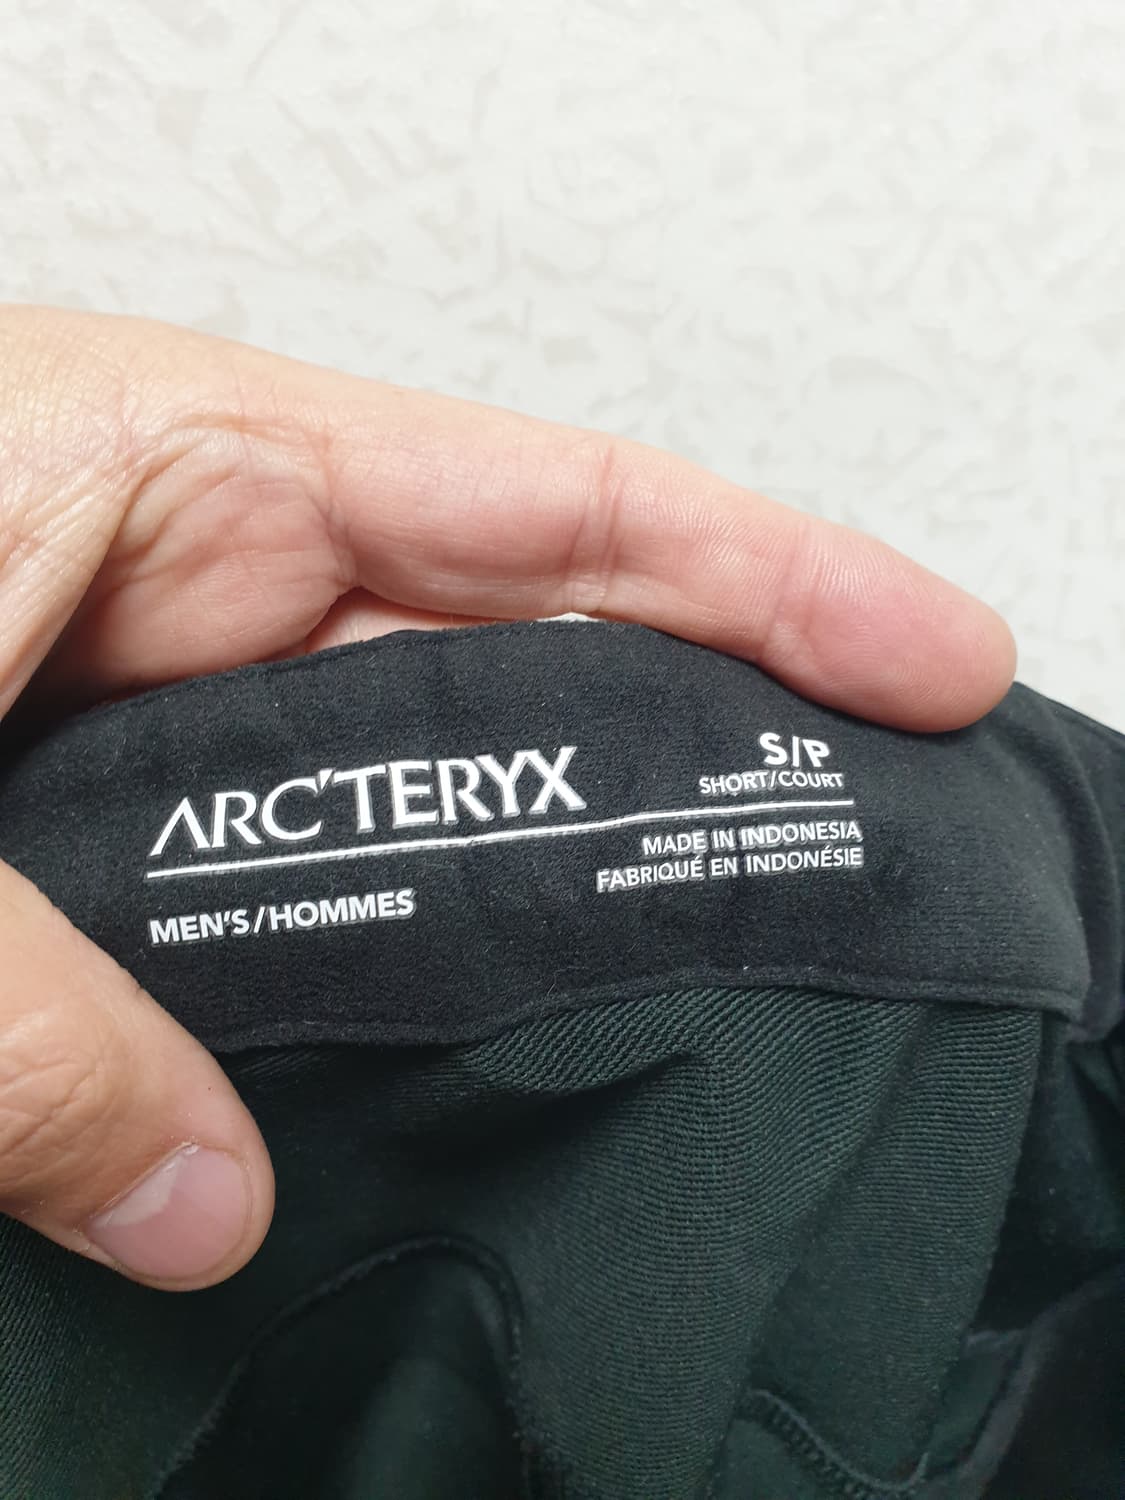 ARC'TERYX
MEN'S/HOMMES
S/P
SHORT/COURT
MADE IN INDONESIA
FABRIQUÉ EN INDONÉSIE